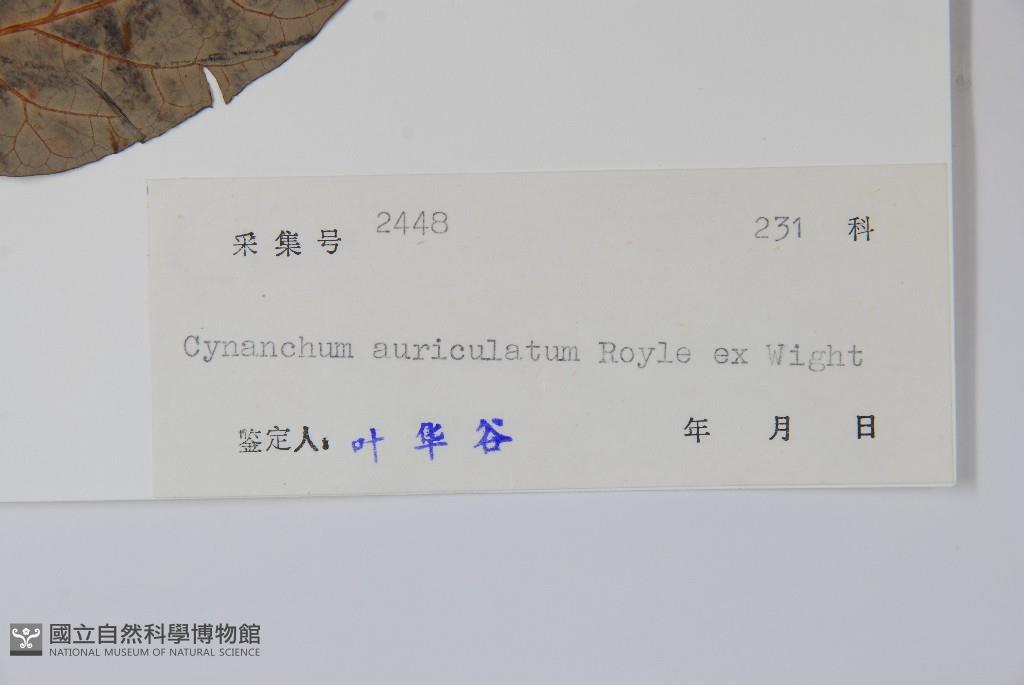 采集号 2448 231 科
Cynanchum auriculatum Royle ex Wight
鉴定人: 叶华谷 年 月 日
國立自然科學博物館
NATIONAL MUSEUM OF NATURAL SCIENCE